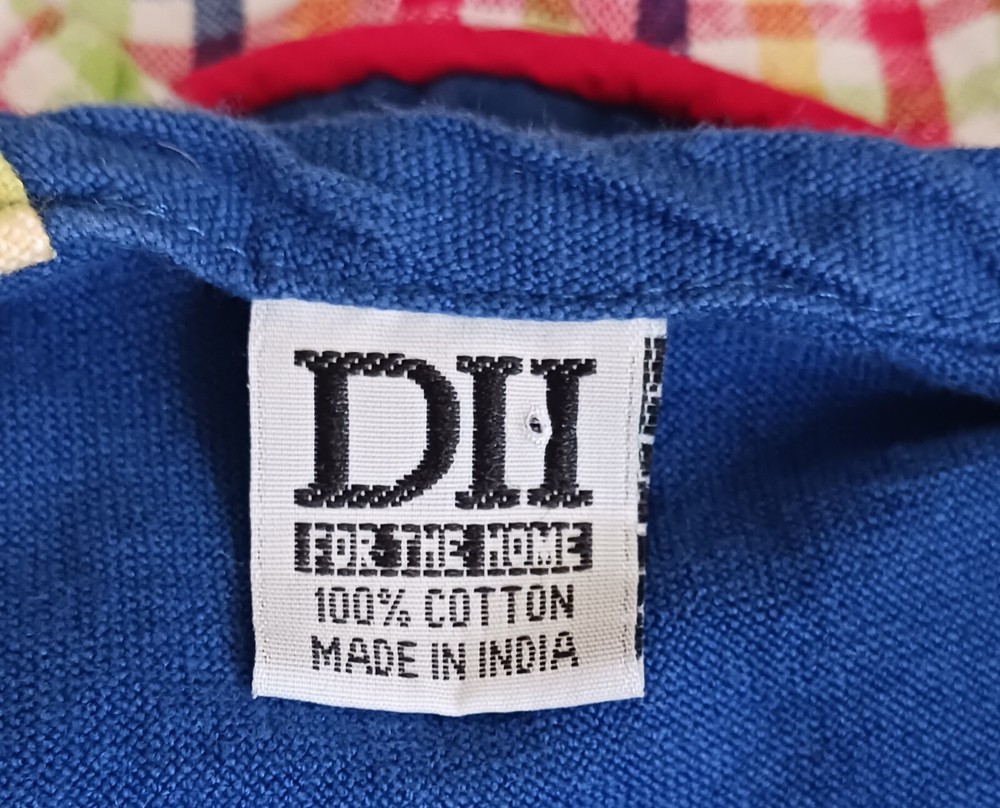 DII
FOR THE HOME
100% COTTON
MADE IN INDIA